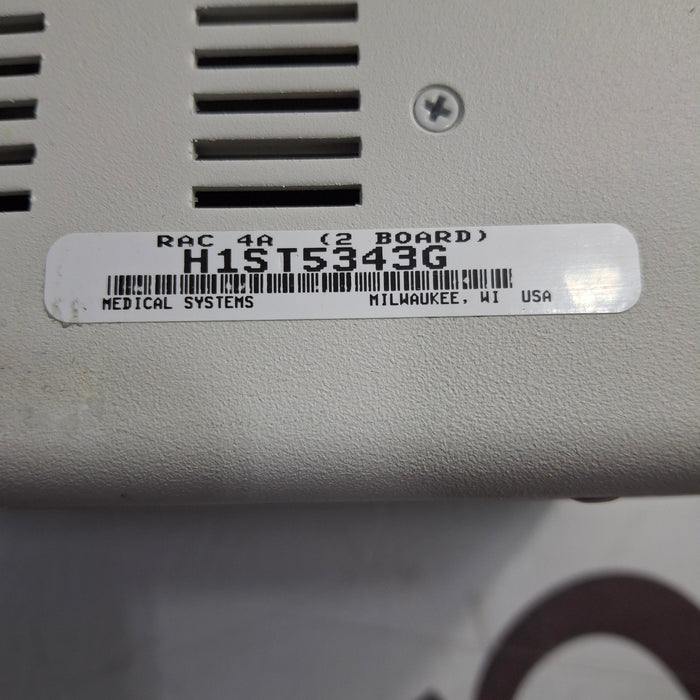 RAC 4A (2 BOARD)
H1ST5343G
MEDICAL SYSTEMS MILWAUKEE, WI USA